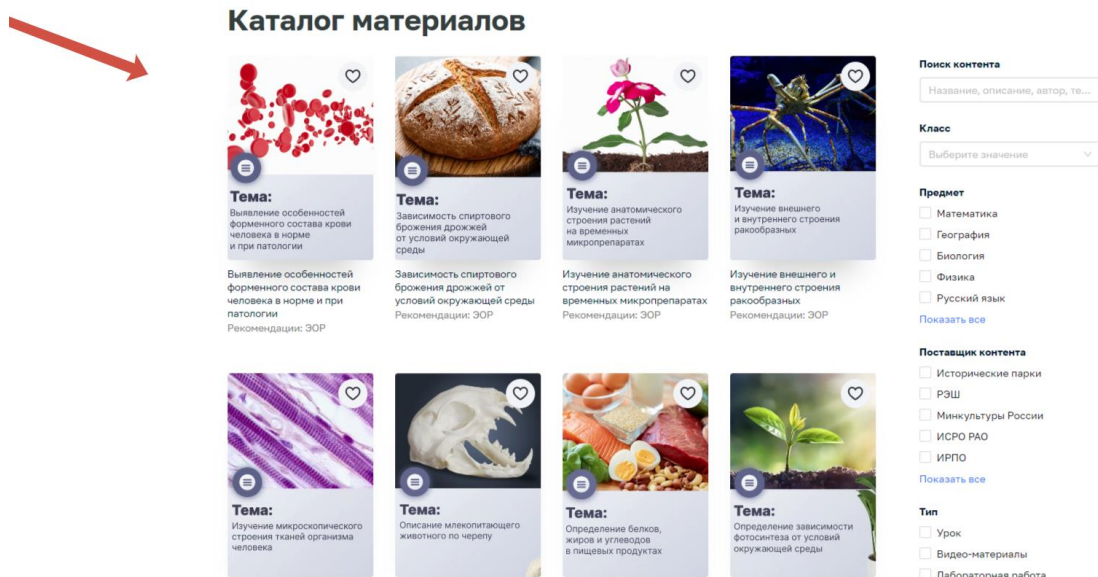 Каталог материалов
Тема:
Выявление особенностей
форменного состава крови
человека в норме
и при патологии
Выявление особенностей
форменного состава крови
человека в норме и при
патологии
Рекомендации: ЭОР
Тема:
Зависимость спиртового
брожения дрожжей
от условий окружающей
среды
Зависимость спиртового
брожения дрожжей от
условий окружающей среды
Рекомендации: ЭОР
Тема:
Изучение анатомического
строения растений
на временных
микропрепаратах
Изучение анатомического
строения растений на
временных микропрепаратах
Рекомендации: ЭОР
Тема:
Изучение внешнего
и внутреннего строения
ракообразных
Изучение внешнего и
внутреннего строения
ракообразных
Рекомендации: ЭОР
Тема:
Изучение микроскопического
строения тканей организма
человека
Тема:
Описание млекопитающего
животного по черепу
Тема:
Определение белков,
жиров и углеводов
в пищевых продуктах
Тема:
Определение зависимости
фотосинтеза от условий
окружающей среды
Поиск контента
Название, описание, автор, те...
Класс
Выберите значение
Предмет
Математика
География
Биология
Физика
Русский язык
Показать все
Поставщик контента
Исторические парки
РЭШ
Минкультуры России
ИСРО РАО
ИРПО
Показать все
Тип
Урок
Видео-материалы
Лабораторная работа